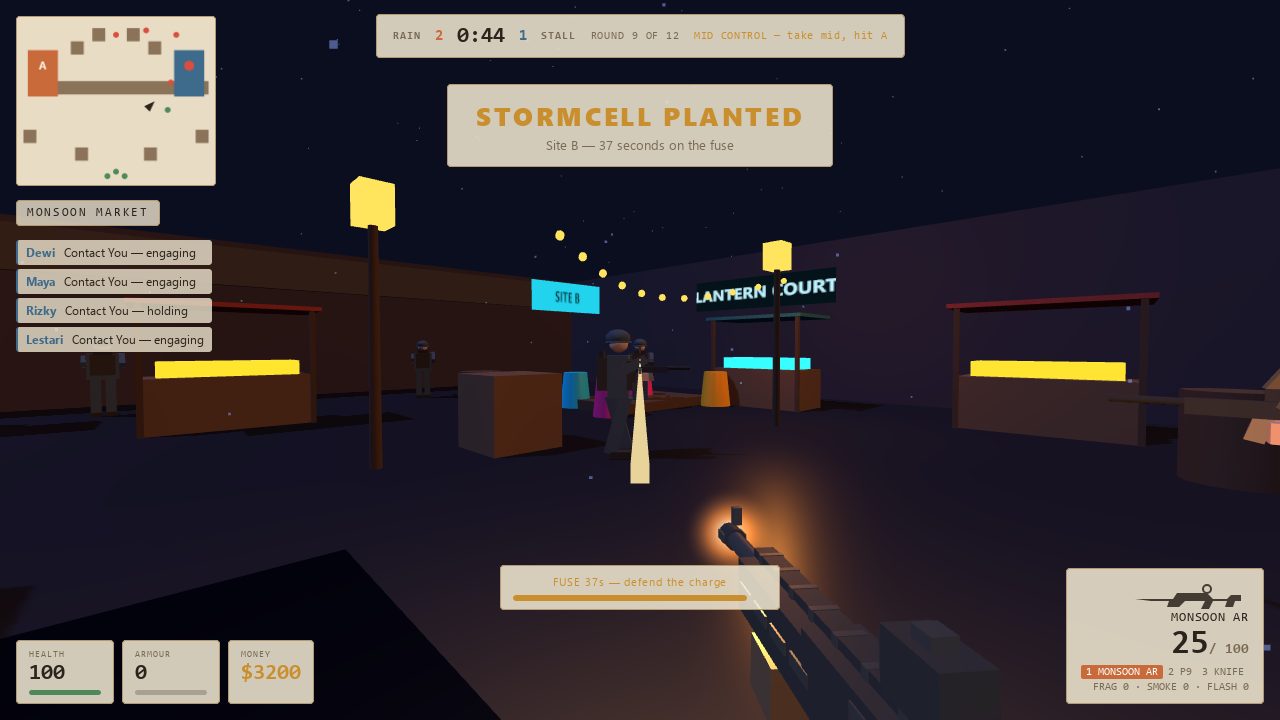 A
RAIN 2 0:44 1 STALL ROUND 9 OF 12 MID CONTROL — take mid, hit A
STORMCELL PLANTED
Site B — 37 seconds on the fuse
MONSOON MARKET
Dewi Contact You — engaging
Maya Contact You — engaging
Rizky Contact You — holding
Lestari Contact You — engaging
SITE B
LANTERN COURT
FUSE 37s — defend the charge
HEALTH
100
ARMOUR
0
MONEY
$3200
MONSOON AR
25 / 100
1 MONSOON AR 2 P9 3 KNIFE
FRAG 0 · SMOKE 0 · FLASH 0